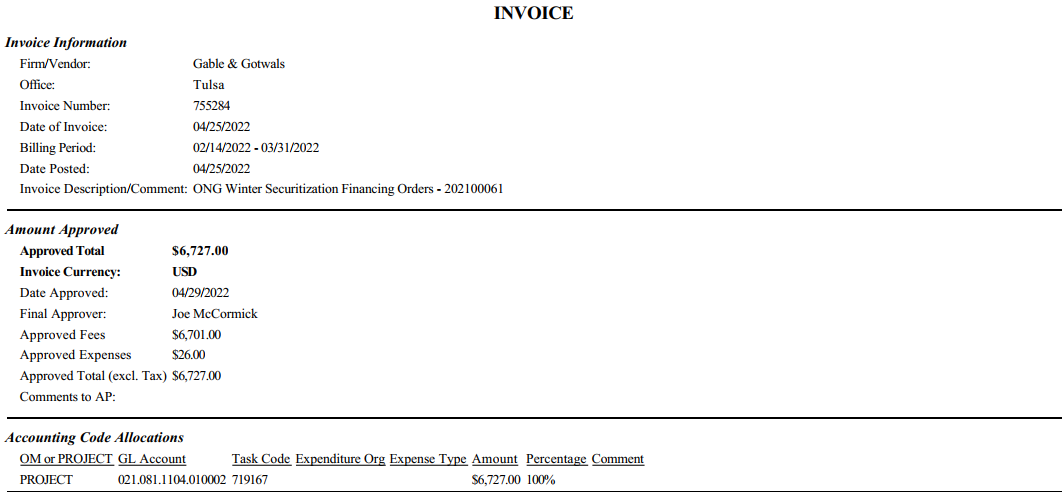 INVOICE
Invoice Information
Firm/Vendor: Gable & Gotwals
Office: Tulsa
Invoice Number: 755284
Date of Invoice: 04/25/2022
Billing Period: 02/14/2022 - 03/31/2022
Date Posted: 04/25/2022
Invoice Description/Comment: ONG Winter Securitization Financing Orders - 202100061
Amount Approved
Approved Total $6,727.00
Invoice Currency: USD
Date Approved: 04/29/2022
Final Approver: Joe McCormick
Approved Fees $6,701.00
Approved Expenses $26.00
Approved Total (excl. Tax) $6,727.00
Comments to AP:
Accounting Code Allocations
OM or PROJECT GL Account Task Code Expenditure Org Expense Type Amount Percentage Comment
PROJECT 021.081.1104.010002 719167 $6,727.00 100%